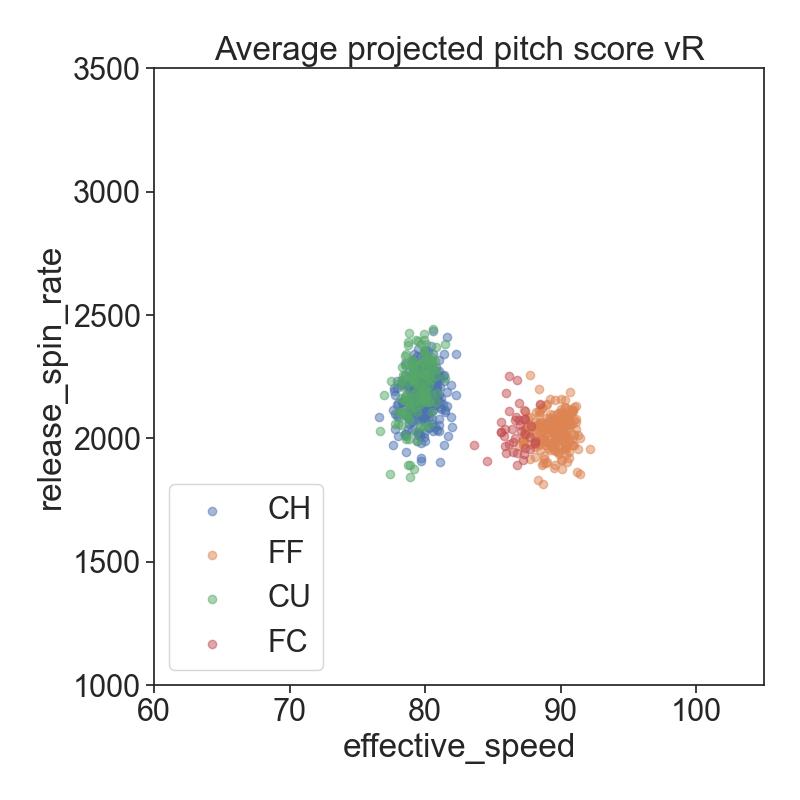 Average projected pitch score vR
3500
3000
2500
2000
1500
1000
release_spin_rate
CH
FF
CU
FC
60 70 80 90 100
effective_speed